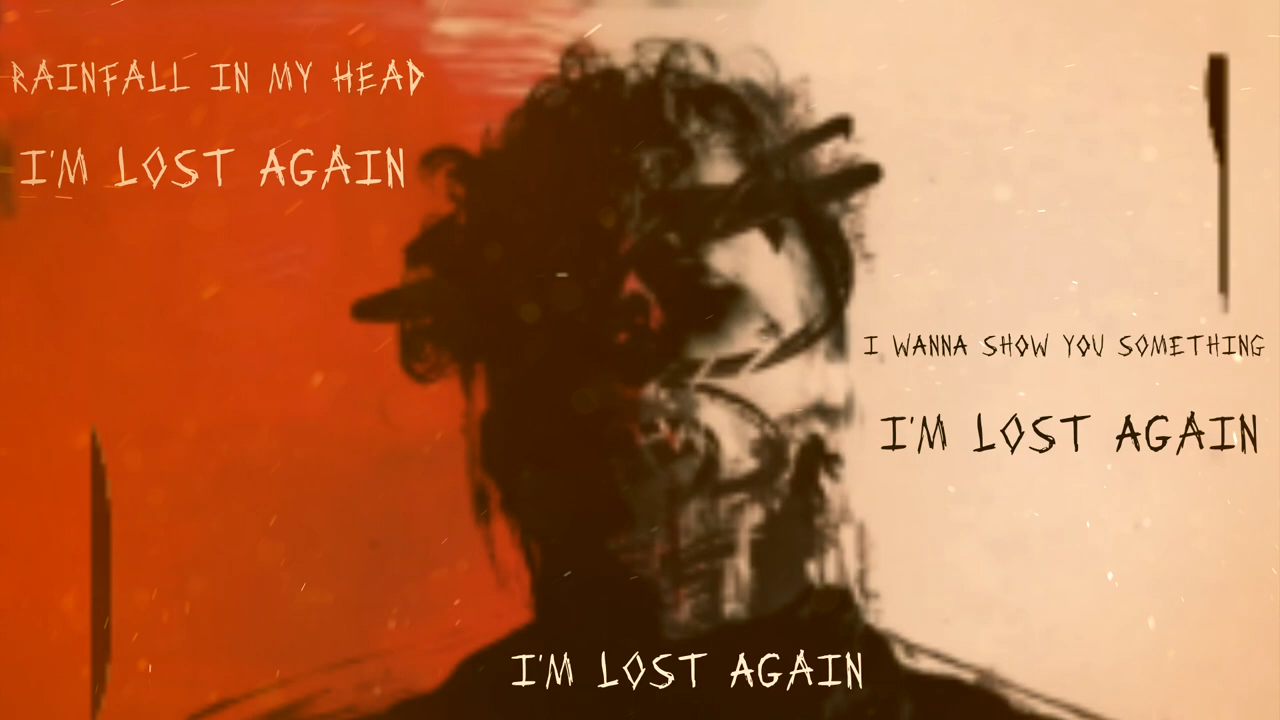 RAINFALL IN MY HEAD
I'M LOST AGAIN
I WANNA SHOW YOU SOMETHING
I'M LOST AGAIN
I'M LOST AGAIN